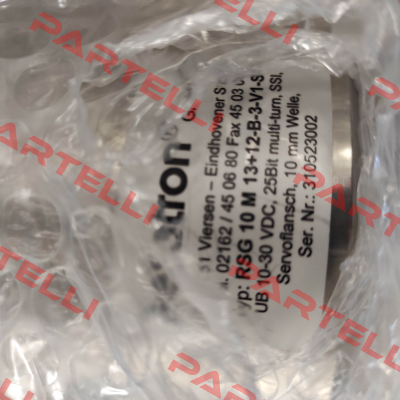 tron®
Viersen – Eindhovener S
02162 / 45 06 80 Fax 45 03
yp: RSG 10 M 13+12-B-3-V1-S
UB 10-30 VDC, 25Bit multi-turn, SSI,
Servoflansch, 10 mm Welle,
Ser. Nr.: 310523002
PARTELLI
PARTELLI
PARTELLI
PARTELLI
PARTELLI